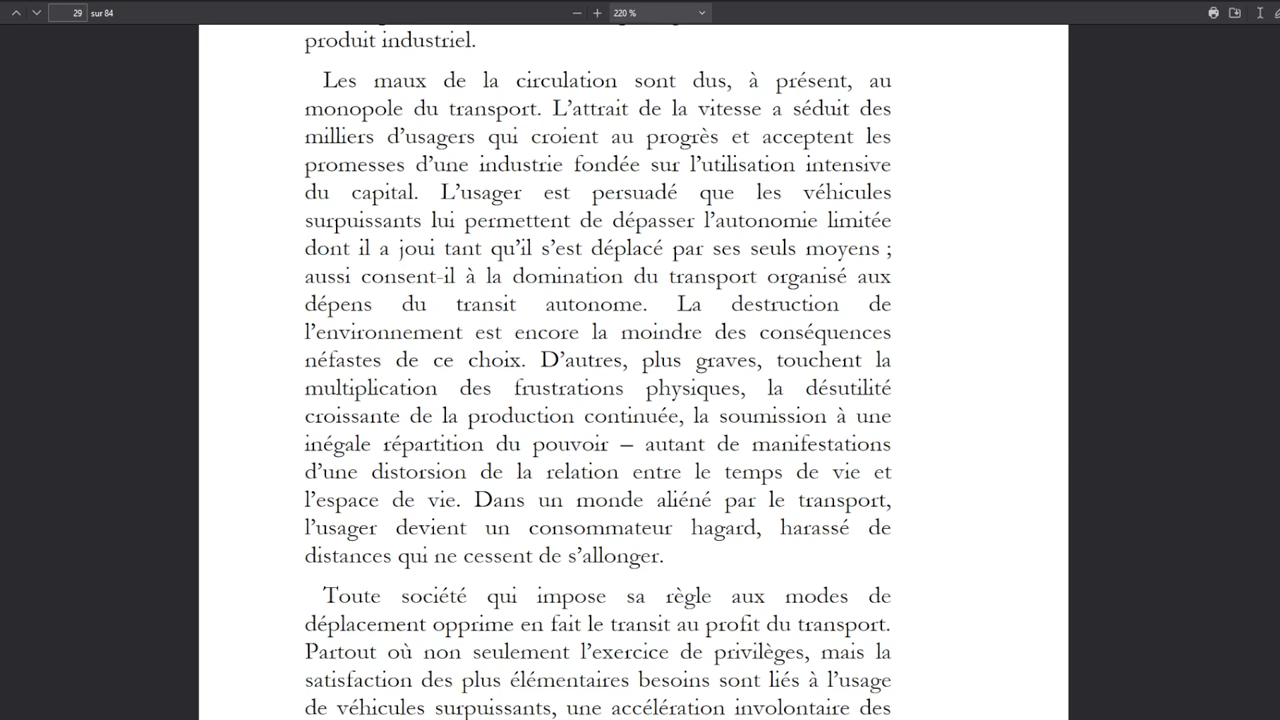 29 sur 84
220 %
produit industriel.
Les maux de la circulation sont dus, à présent, au
monopole du transport. L’attrait de la vitesse a séduit des
milliers d’usagers qui croient au progrès et acceptent les
promesses d’une industrie fondée sur l’utilisation intensive
du capital. L’usager est persuadé que les véhicules
surpuissants lui permettent de dépasser l’autonomie limitée
dont il a joui tant qu’il s’est déplacé par ses seuls moyens ;
aussi consent-il à la domination du transport organisé aux
dépens du transit autonome. La destruction de
l’environnement est encore la moindre des conséquences
néfastes de ce choix. D’autres, plus graves, touchent la
multiplication des frustrations physiques, la désutilité
croissante de la production continuée, la soumission à une
inégale répartition du pouvoir – autant de manifestations
d’une distorsion de la relation entre le temps de vie et
l’espace de vie. Dans un monde aliéné par le transport,
l’usager devient un consommateur hagard, harassé de
distances qui ne cessent de s’allonger.
Toute société qui impose sa règle aux modes de
déplacement opprime en fait le transit au profit du transport.
Partout où non seulement l’exercice de privilèges, mais la
satisfaction des plus élémentaires besoins sont liés à l’usage
de véhicules surpuissants, une accélération involontaire des